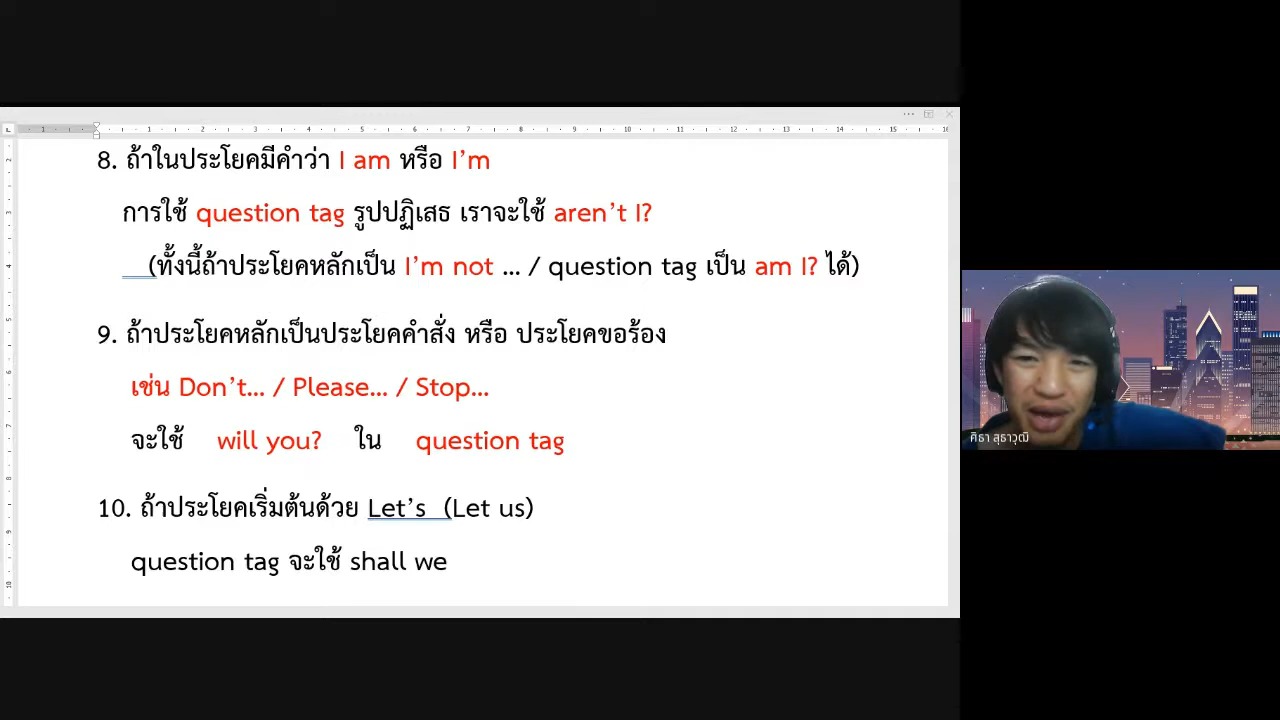 8. ถ้าในประโยคมีคำว่า I am หรือ I’m
การใช้ question tag รูปปฏิเสธ เราจะใช้ aren’t I?
(ทั้งนี้ถ้าประโยคหลักเป็น I’m not ... / question tag เป็น am I? ได้)
9. ถ้าประโยคหลักเป็นประโยคคำสั่ง หรือ ประโยคขอร้อง
เช่น Don’t... / Please... / Stop...
จะใช้ will you? ใน question tag
10. ถ้าประโยคเริ่มต้นด้วย Let’s (Let us)
question tag จะใช้ shall we
ศิธา สุธาวุฒิ